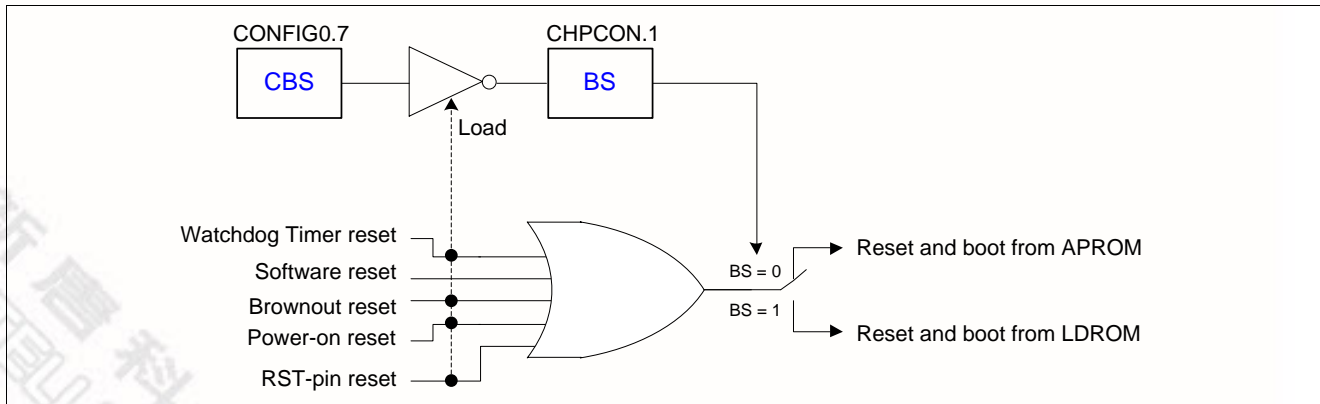 CONFIG0.7
CHPCON.1
CBS
BS
Load
Watchdog Timer reset
Software reset
Brownout reset
Power-on reset
RST-pin reset
BS = 0
BS = 1
Reset and boot from APROM
Reset and boot from LDROM